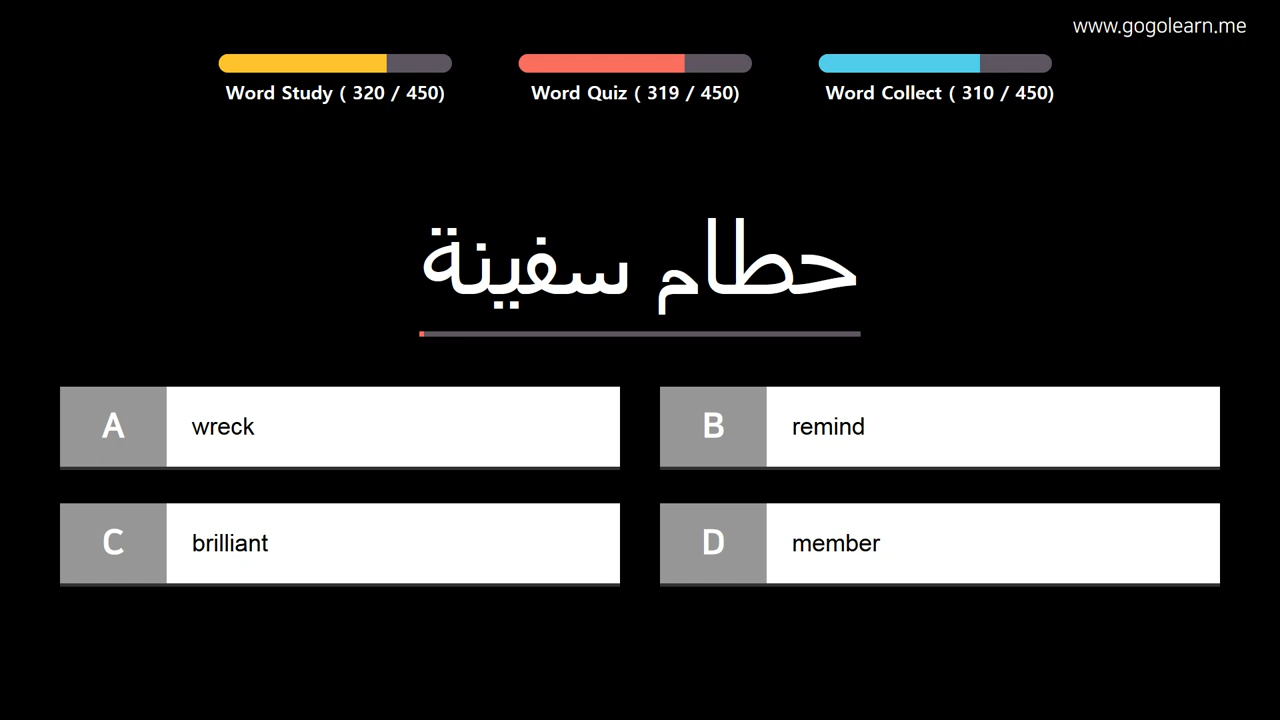 www.gogolearn.me
Word Study ( 320 / 450)
Word Quiz ( 319 / 450)
Word Collect ( 310 / 450)
حطام سفينة
A wreck
B remind
C brilliant
D member